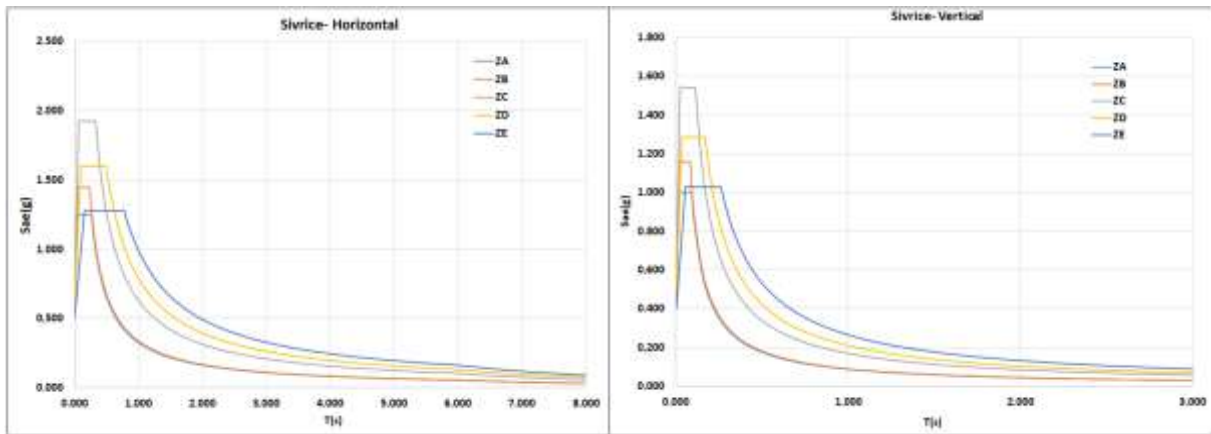 Sivrice- Horizontal
2.500
2.000
1.500
1.000
0.500
0.000
Sae(g)
ZA
ZB
ZC
ZD
ZE
0.000 1.000 2.000 3.000 4.000 5.000 6.000 7.000 8.000
T(s)
Sivrice- Vertical
1.800
1.600
1.400
1.200
1.000
0.800
0.600
0.400
0.200
0.000
Sae(g)
ZA
ZB
ZC
ZD
ZE
0.000 1.000 2.000 3.000
T(s)